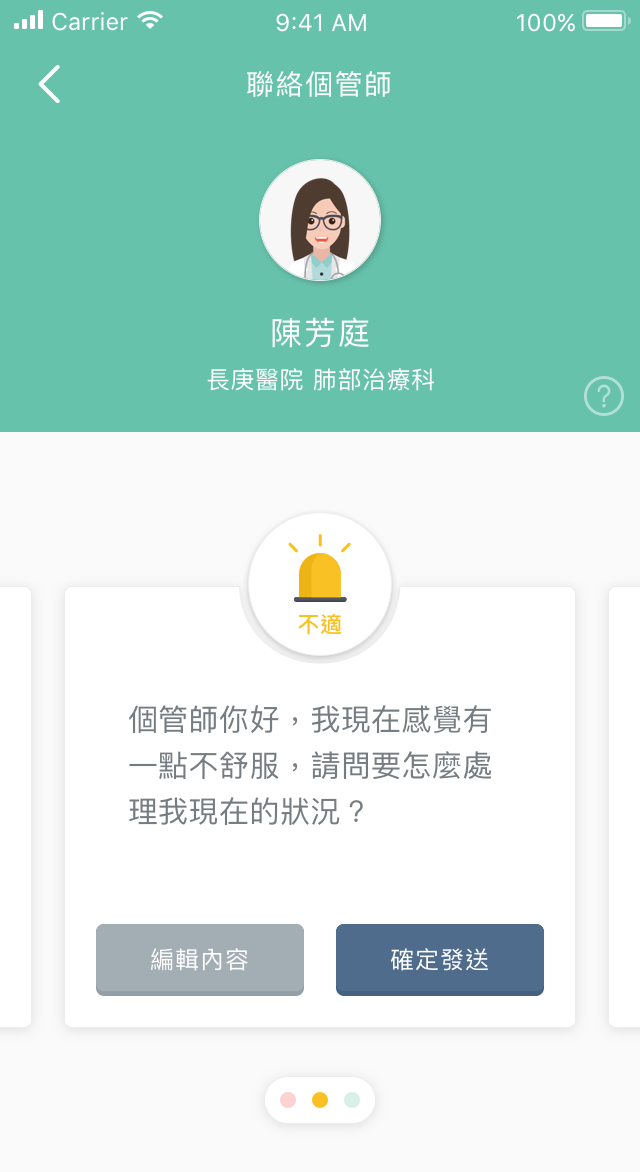 Carrier 9:41 AM 100%
聯絡個管師
陳芳庭
長庚醫院 肺部治療科
?
不適
個管師你好，我現在感覺有
一點不舒服，請問要怎麼處
理我現在的狀況？
編輯內容 確定發送